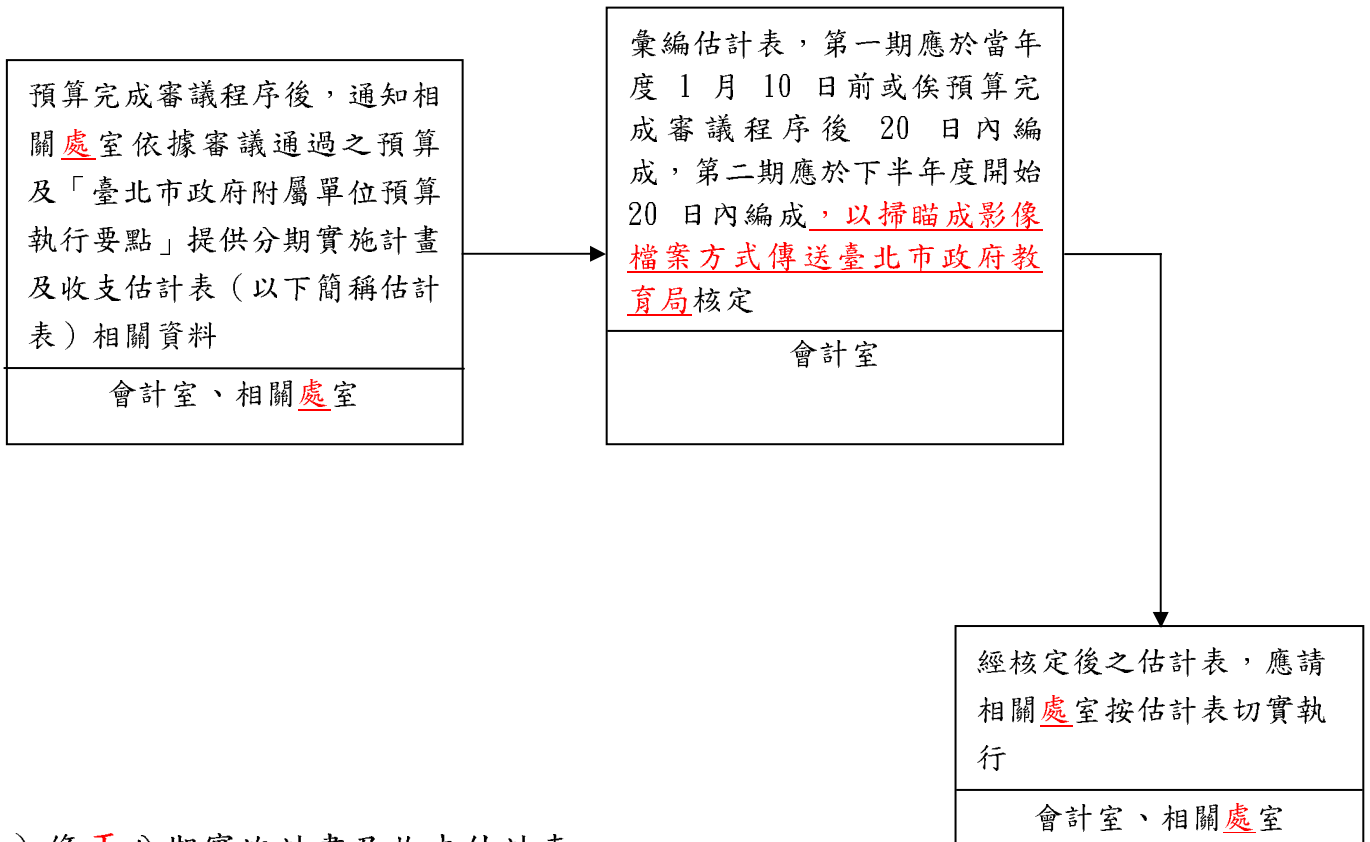 預算完成審議程序後，通知相
關處室依據審議通過之預算
及「臺北市政府附屬單位預算
執行要點」提供分期實施計畫
及收支估計表（以下簡稱估計
表）相關資料
會計室、相關處室
彙編估計表，第一期應於當年
度 1 月 10 日前或俟預算完
成審議程序後 20 日內編
成，第二期應於下半年度開始
20 日內編成，以掃瞄成影像
檔案方式傳送臺北市政府教
育局核定
會計室
經核定後之估計表，應請
相關處室按估計表切實執
行
會計室、相關處室